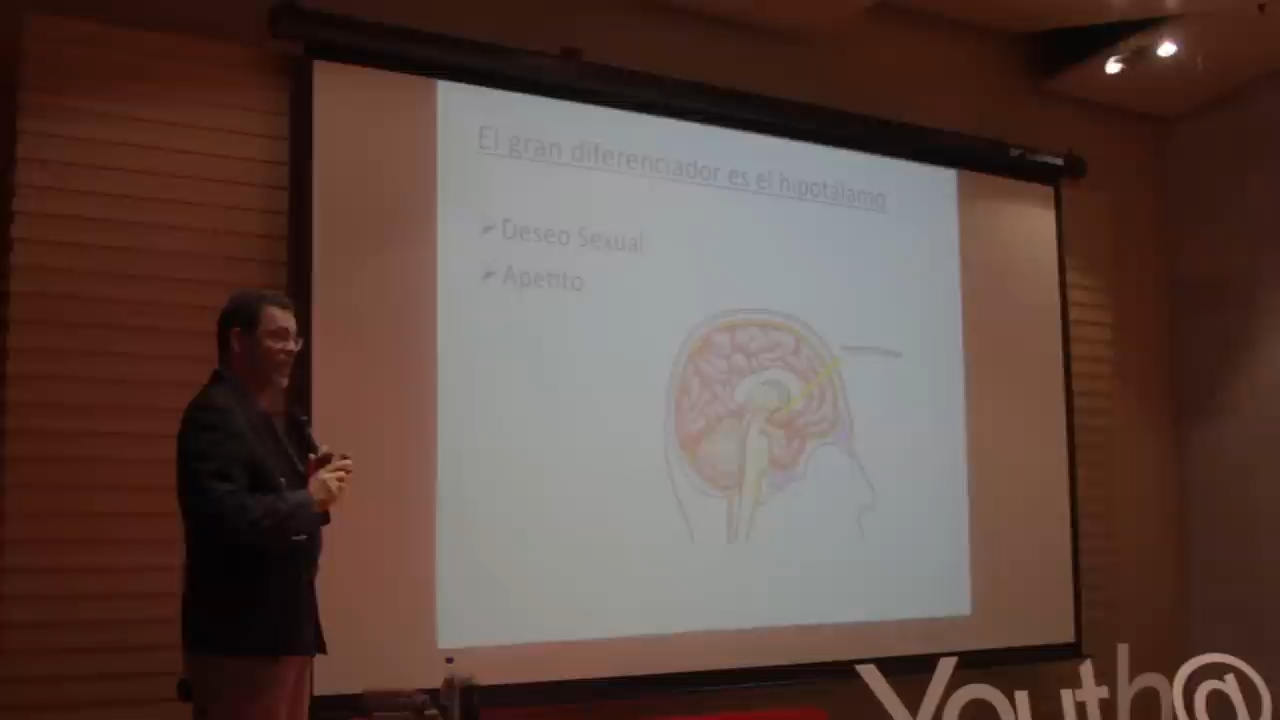 El gran diferenciador es el hipotálamo
Deseo Sexual
Apetito
Youth@